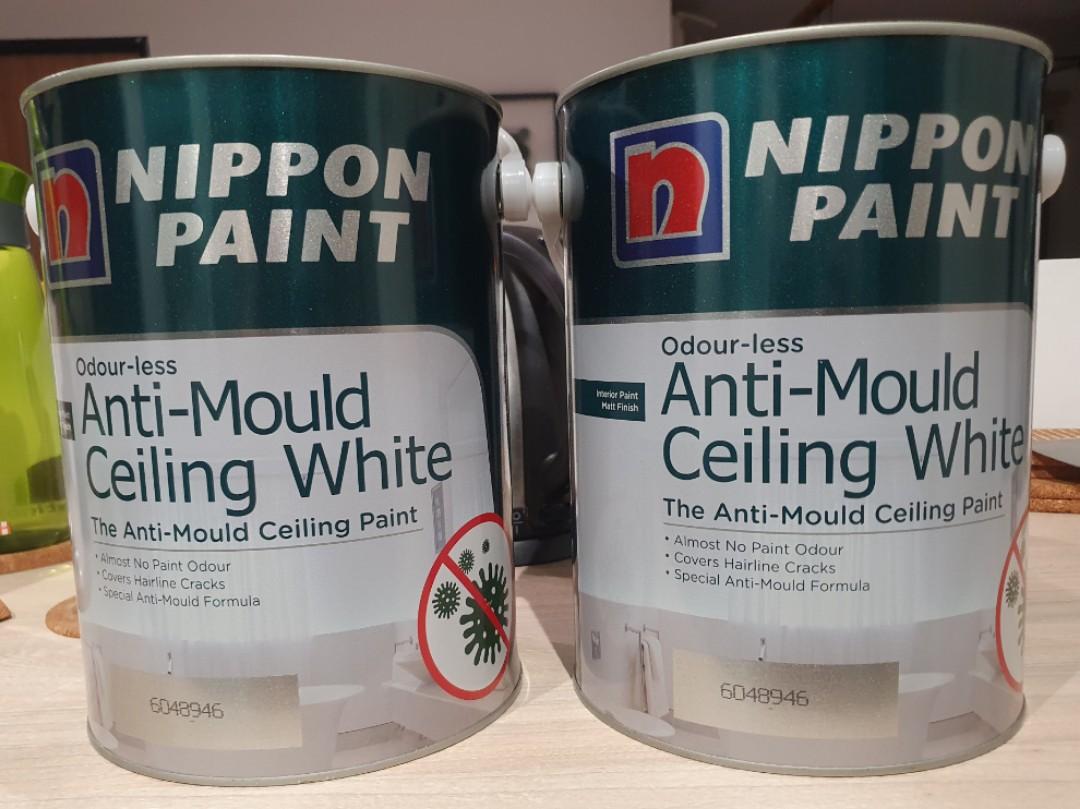 n
NIPPON
PAINT
Odour-less
Anti-Mould
Ceiling White
The Anti-Mould Ceiling Paint
• Almost No Paint Odour
• Covers Hairline Cracks
• Special Anti-Mould Formula
6048946
n
NIPPON
PAINT
Odour-less
Interior Paint
Matt Finish
Anti-Mould
Ceiling White
The Anti-Mould Ceiling Paint
• Almost No Paint Odour
• Covers Hairline Cracks
• Special Anti-Mould Formula
6048946